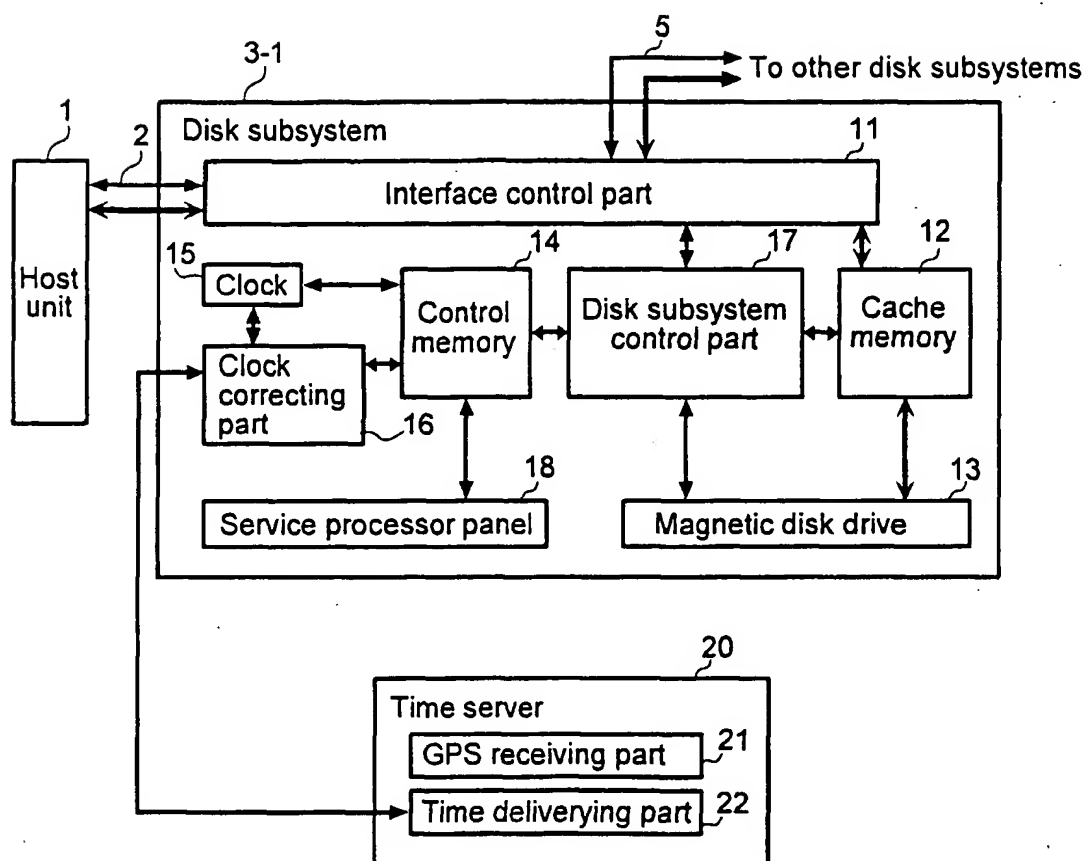 5
3-1
To other disk subsystems
1
2
Disk subsystem
11
Interface control part
Host
unit
15
Clock
14
Control
memory
17
Disk subsystem
control part
12
Cache
memory
Clock
correcting
part
16
18
Service processor panel
13
Magnetic disk drive
20
Time server
GPS receiving part
21
Time deliverying part
22